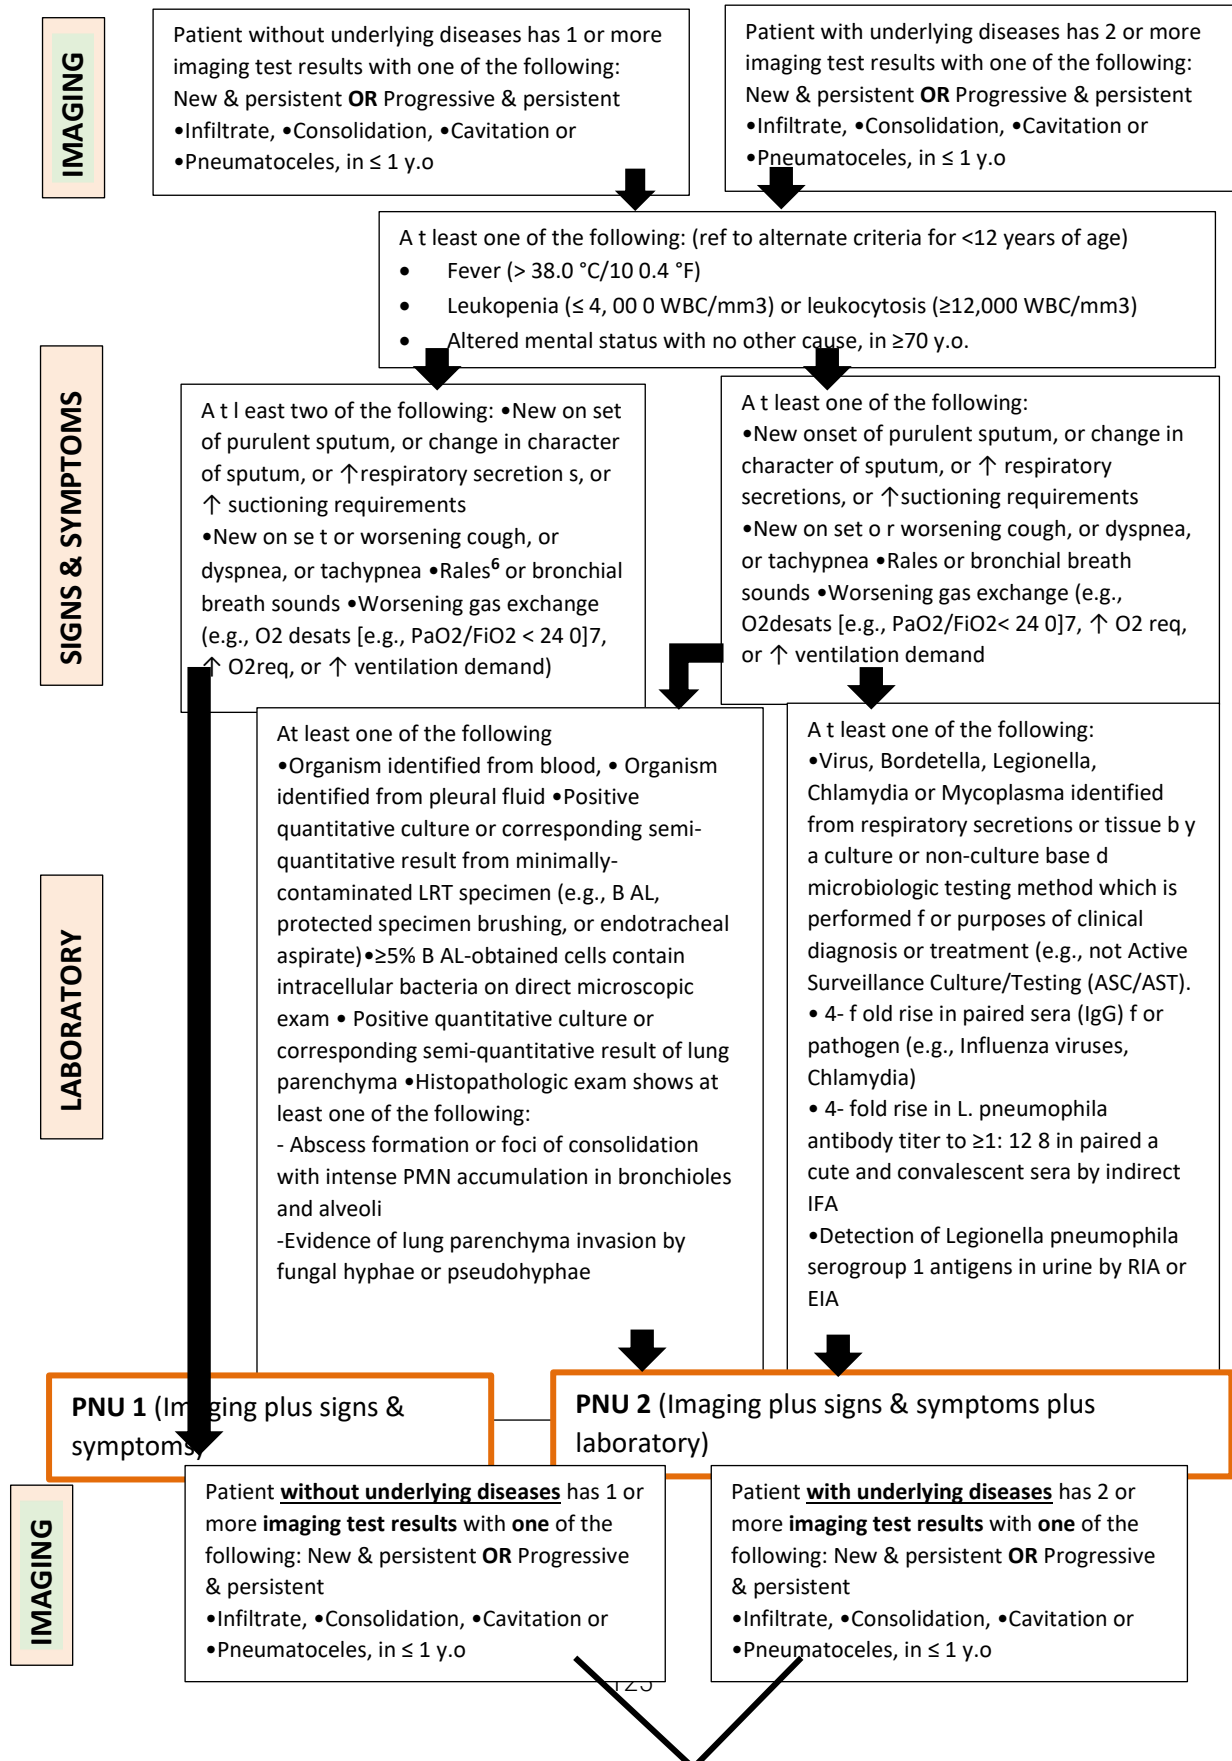 IMAGING
Patient without underlying diseases has 1 or more
imaging test results with one of the following:
New & persistent OR Progressive & persistent
•Infiltrate, •Consolidation, •Cavitation or
•Pneumatoceles, in ≤ 1 y.o
Patient with underlying diseases has 2 or more
imaging test results with one of the following:
New & persistent OR Progressive & persistent
•Infiltrate, •Consolidation, •Cavitation or
•Pneumatoceles, in ≤ 1 y.o
A t least one of the following: (ref to alternate criteria for <12 years of age)
• Fever (> 38.0 °C/10 0.4 °F)
• Leukopenia (≤ 4, 00 0 WBC/mm3) or leukocytosis (≥12,000 WBC/mm3)
• Altered mental status with no other cause, in ≥70 y.o.
SIGNS & SYMPTOMS
A t l east two of the following: •New on set
of purulent sputum, or change in character
of sputum, or ↑respiratory secretion s, or
↑ suctioning requirements
•New on se t or worsening cough, or
dyspnea, or tachypnea •Rales6 or bronchial
breath sounds •Worsening gas exchange
(e.g., O2 desats [e.g., PaO2/FiO2 < 24 0]7,
↑ O2req, or ↑ ventilation demand)
A t least one of the following:
•New onset of purulent sputum, or change in
character of sputum, or ↑ respiratory
secretions, or ↑suctioning requirements
•New on set o r worsening cough, or dyspnea,
or tachypnea •Rales or bronchial breath
sounds •Worsening gas exchange (e.g.,
O2desats [e.g., PaO2/FiO2< 24 0]7, ↑ O2 req,
or ↑ ventilation demand
LABORATORY
At least one of the following
•Organism identified from blood, • Organism
identified from pleural fluid •Positive
quantitative culture or corresponding semi-
quantitative result from minimally-
contaminated LRT specimen (e.g., B AL,
protected specimen brushing, or endotracheal
aspirate)•≥5% B AL-obtained cells contain
intracellular bacteria on direct microscopic
exam • Positive quantitative culture or
corresponding semi-quantitative result of lung
parenchyma •Histopathologic exam shows at
least one of the following:
- Abscess formation or foci of consolidation
with intense PMN accumulation in bronchioles
and alveoli
-Evidence of lung parenchyma invasion by
fungal hyphae or pseudohyphae
A t least one of the following:
•Virus, Bordetella, Legionella,
Chlamydia or Mycoplasma identified
from respiratory secretions or tissue b y
a culture or non-culture base d
microbiologic testing method which is
performed f or purposes of clinical
diagnosis or treatment (e.g., not Active
Surveillance Culture/Testing (ASC/AST).
• 4- f old rise in paired sera (IgG) f or
pathogen (e.g., Influenza viruses,
Chlamydia)
• 4- fold rise in L. pneumophila
antibody titer to ≥1: 12 8 in paired a
cute and convalescent sera by indirect
IFA
•Detection of Legionella pneumophila
serogroup 1 antigens in urine by RIA or
EIA
PNU 1 (Imaging plus signs &
symptoms)
PNU 2 (Imaging plus signs & symptoms plus
laboratory)
IMAGING
Patient without underlying diseases has 1 or
more imaging test results with one of the
following: New & persistent OR Progressive
& persistent
•Infiltrate, •Consolidation, •Cavitation or
•Pneumatoceles, in ≤ 1 y.o
Patient with underlying diseases has 2 or
more imaging test results with one of the
following: New & persistent OR Progressive
& persistent
•Infiltrate, •Consolidation, •Cavitation or
•Pneumatoceles, in ≤ 1 y.o